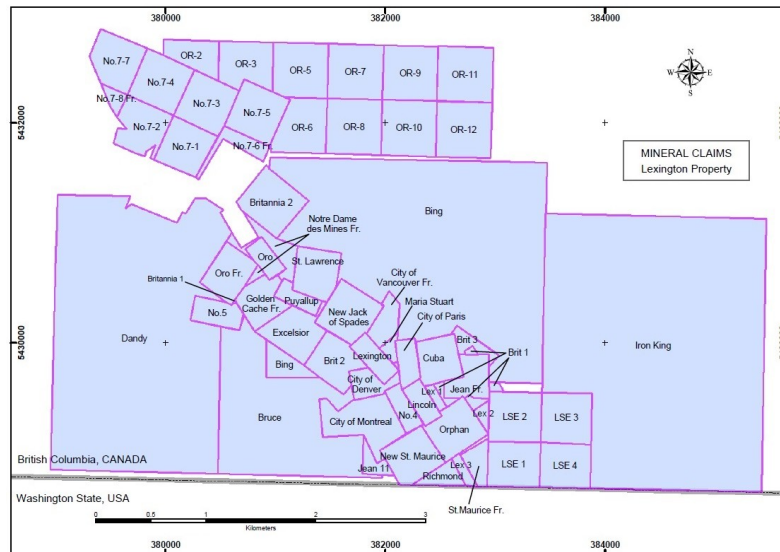 380000
382000
384000
5432000
5430000
N
W
E
S
MINERAL CLAIMS
Lexington Property
No.7-7
OR-2
OR-3
OR-5
OR-7
OR-9
OR-11
No.7-4
No.7-8 Fr.
No.7-3
No.7-5
No.7-2
No.7-1
No.7-6 Fr.
OR-6
OR-8
OR-10
OR-12
Britannia 2
Bing
Notre Dame
des Mines Fr.
Oro
St. Lawrence
Oro Fr.
City of
Vancouver Fr.
Britannia 1
Maria Stuart
Golden
Cache Fr.
Puyallup
City of Paris
No.5
New Jack
of Spades
Dandy
Excelsior
Brit 3
Brit 1
Iron King
Brit 2
Lexington
Cuba
Bing
City of
Denver
Lex 1
Jean Fr.
Lincoln
Bruce
City of Montreal
No.4
Lex 2
LSE 2
LSE 3
Orphan
New St. Maurice
Jean 11
Lex 3
LSE 1
LSE 4
Richmond
St.Maurice Fr.
British Columbia, CANADA
Washington State, USA
0
0.5
1
2
3
Kilometers
380000
382000
384000